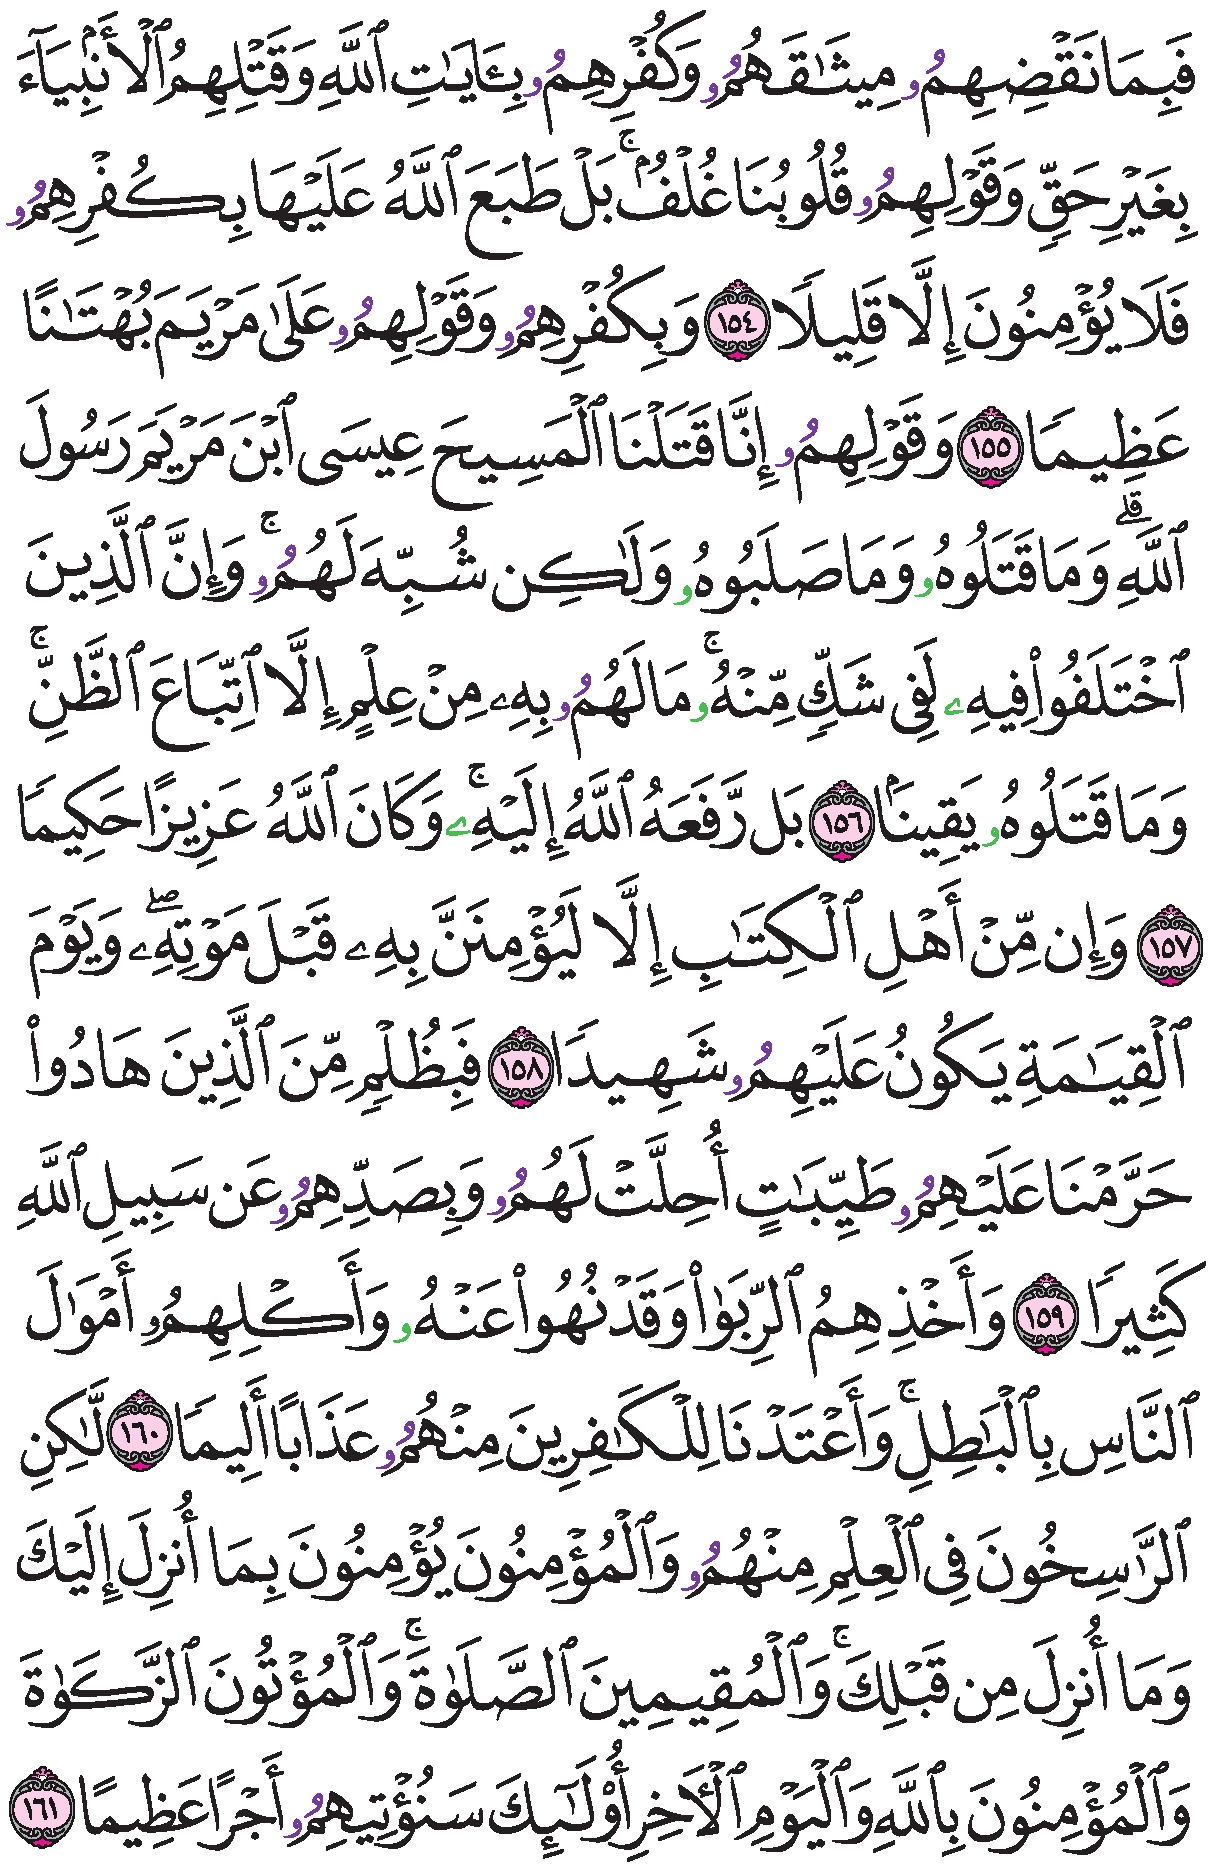 فَبِمَا نَقْضِهِمُۥ مِيثَٰقَهُمُۥ وَكُفْرِهِمُۥ بِـَٔايَٰتِ ٱللَّهِ وَقَتْلِهِمُ ٱلْأَنۢبِيَآءَ
بِغَيْرِ حَقٍّ وَقَوْلِهِمُۥ قُلُوبُنَا غُلْفُۢ ۚ بَلْ طَبَعَ ٱللَّهُ عَلَيْهَا بِكُفْرِهِمُۥ
فَلَا يُؤْمِنُونَ إِلَّا قَلِيلًا ١٥٤ وَبِكُفْرِهِمُۥ وَقَوْلِهِمُۥ عَلَىٰ مَرْيَمَ بُهْتَٰنًا
عَظِيمًا ١٥٥ وَقَوْلِهِمُۥ إِنَّا قَتَلْنَا ٱلْمَسِيحَ عِيسَى ٱبْنَ مَرْيَمَ رَسُولَ
ٱللَّهِ ۖ وَمَا قَتَلُوهُۥ وَمَا صَلَبُوهُۥ وَلَٰكِن شُبِّهَ لَهُمُۥ ۚ وَإِنَّ ٱلَّذِينَ
ٱخْتَلَفُوا۟ فِيهِۦ لَفِى شَكٍّ مِّنْهُۥ ۚ مَا لَهُمُۥ بِهِۦ مِنْ عِلْمٍ إِلَّا ٱتِّبَاعَ ٱلظَّنِّ ۚ
وَمَا قَتَلُوهُۥ يَقِينَۢا ١٥٦ بَل رَّفَعَهُ ٱللَّهُ إِلَيْهِۦ ۚ وَكَانَ ٱللَّهُ عَزِيزًا حَكِيمًا
١٥٧ وَإِن مِّنْ أَهْلِ ٱلْكِتَٰبِ إِلَّا لَيُؤْمِنَنَّ بِهِۦ قَبْلَ مَوْتِهِۦ ۖ وَيَوْمَ
ٱلْقِيَٰمَةِ يَكُونُ عَلَيْهِمُۥ شَهِيدًا ١٥٨ فَبِظُلْمٍ مِّنَ ٱلَّذِينَ هَادُوا۟
حَرَّمْنَا عَلَيْهِمُۥ طَيِّبَٰتٍ أُحِلَّتْ لَهُمُۥ وَبِصَدِّهِمُۥ عَن سَبِيلِ ٱللَّهِ
كَثِيرًا ١٥٩ وَأَخْذِهِمُ ٱلرِّبَوٰا۟ وَقَدْ نُهُوا۟ عَنْهُۥ وَأَكْلِهِمُۥ أَمْوَٰلَ
ٱلنَّاسِ بِٱلْبَٰطِلِ ۚ وَأَعْتَدْنَا لِلْكَٰفِرِينَ مِنْهُمُۥ عَذَابًا أَلِيمًا ١٦٠ لَّٰكِنِ
ٱلرَّٰسِخُونَ فِى ٱلْعِلْمِ مِنْهُمُۥ وَٱلْمُؤْمِنُونَ يُؤْمِنُونَ بِمَا أُنزِلَ إِلَيْكَ
وَمَا أُنزِلَ مِن قَبْلِكَ ۚ وَٱلْمُقِيمِينَ ٱلصَّلَوٰةَ ۚ وَٱلْمُؤْتُونَ ٱلزَّكَوٰةَ
وَٱلْمُؤْمِنُونَ بِٱللَّهِ وَٱلْيَوْمِ ٱلْأَخِرِ أُو۟لَٰٓئِكَ سَنُؤْتِيهِمُۥ أَجْرًا عَظِيمًا ١٦١